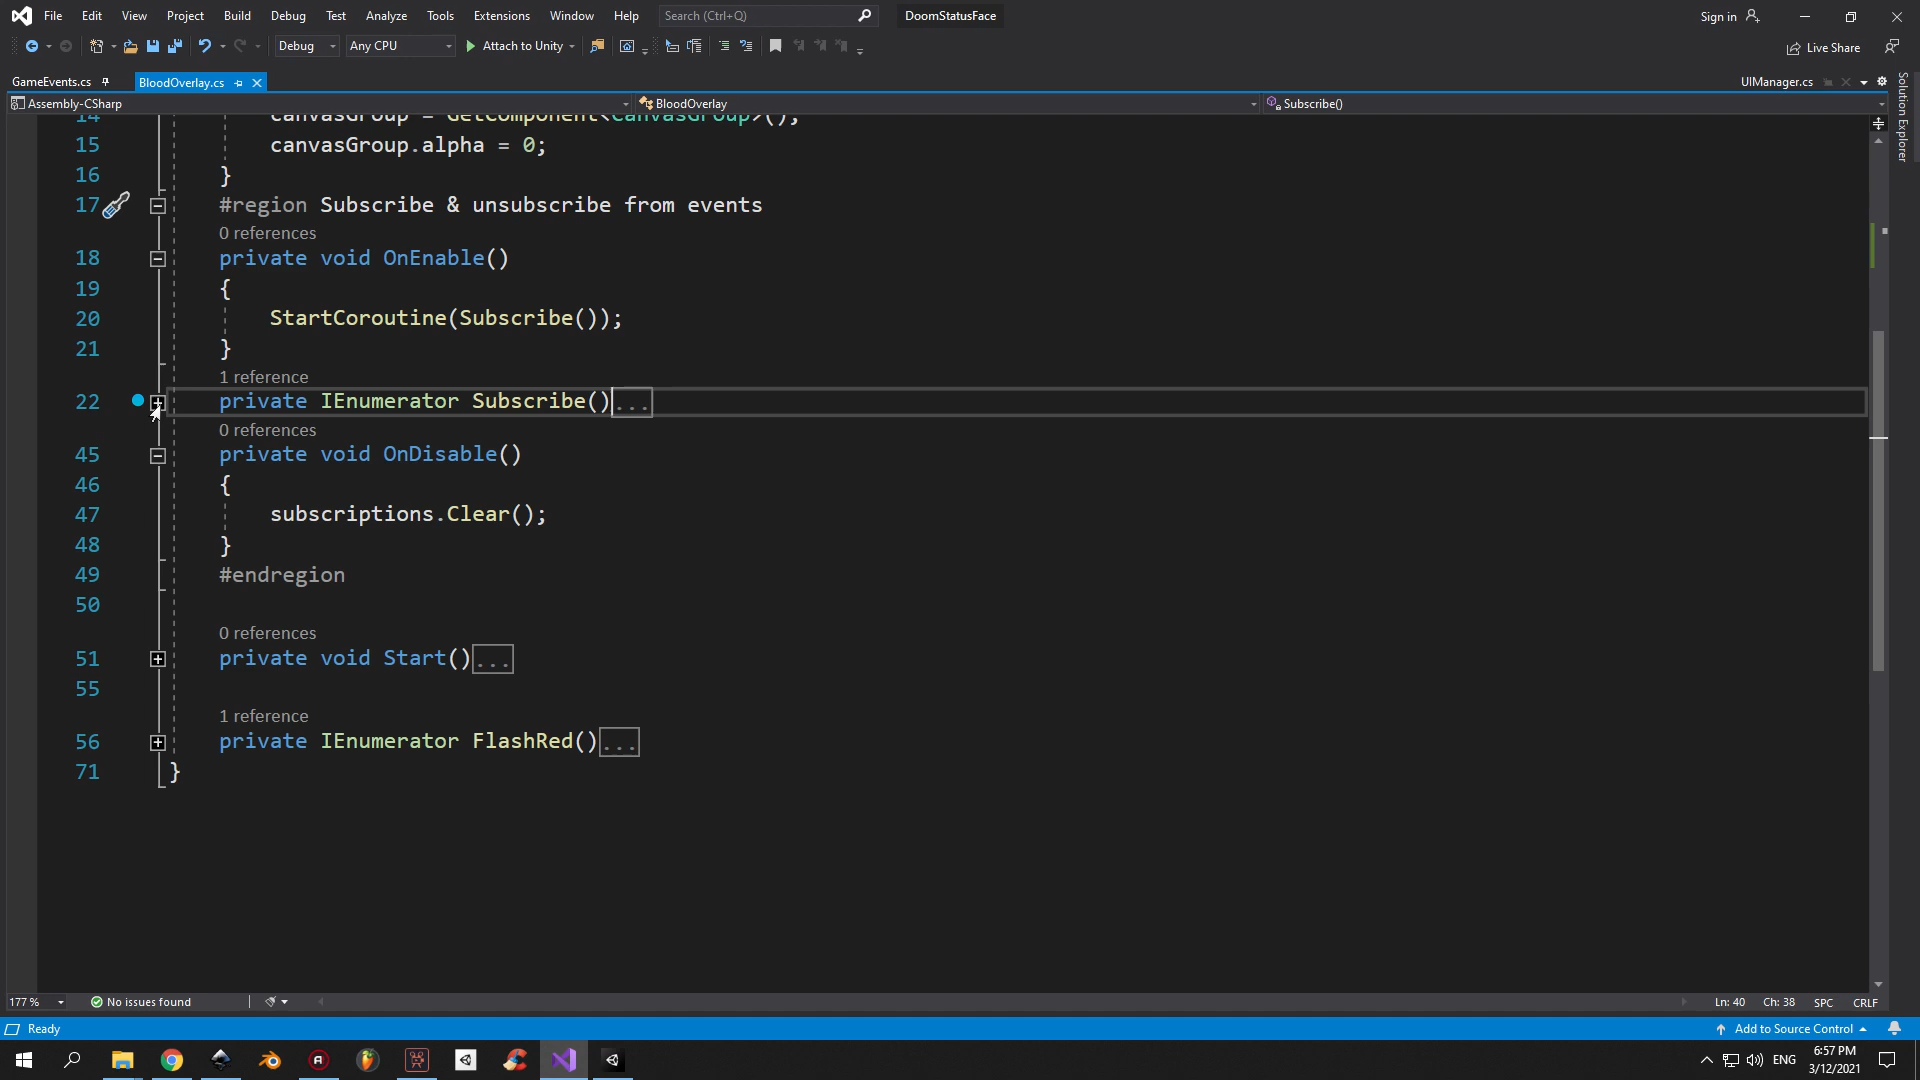 File Edit View Project Build Debug Test Analyze Tools Extensions Window Help Search (Ctrl+Q) DoomStatusFace Sign in
Debug Any CPU Attach to Unity Live Share
GameEvents.cs BloodOverlay.cs UIManager.cs
Assembly-CSharp BloodOverlay Subscribe()
Solution Explorer
14 canvasGroup = GetComponent<CanvasGroup>();
15 canvasGroup.alpha = 0;
16 }
17 #region Subscribe & unsubscribe from events
0 references
18 private void OnEnable()
19 {
20 StartCoroutine(Subscribe());
21 }
1 reference
22 private IEnumerator Subscribe()...
0 references
45 private void OnDisable()
46 {
47 subscriptions.Clear();
48 }
49 #endregion
50
0 references
51 private void Start()...
55
1 reference
56 private IEnumerator FlashRed()...
71 }
177 % No issues found Ln: 40 Ch: 38 SPC CRLF
Ready Add to Source Control
ENG 6:57 PM
3/12/2021